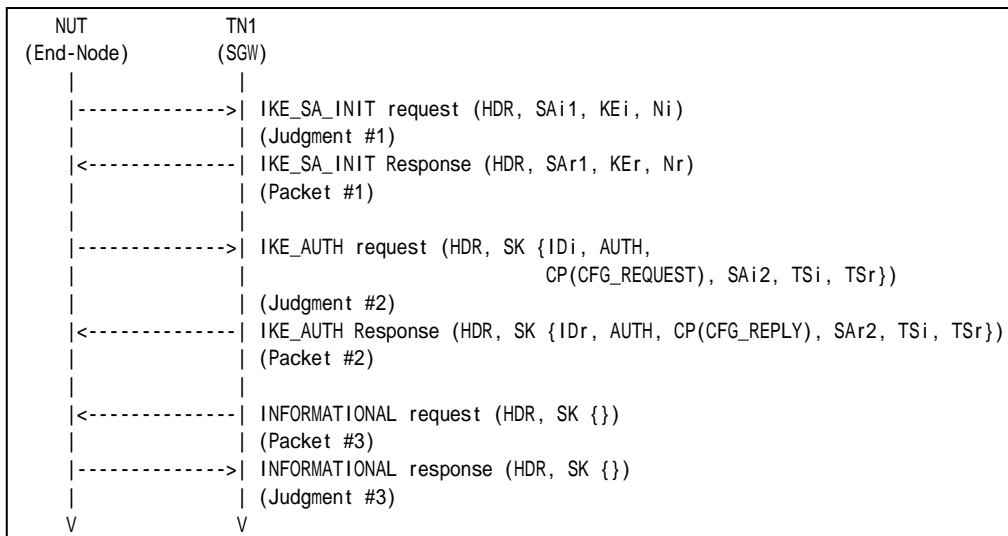 NUT TN1
(End-Node) (SGW)
| |
|-------------->| IKE_SA_INIT request (HDR, SAi1, KEi, Ni)
| | (Judgment #1)
|<--------------| IKE_SA_INIT Response (HDR, SAr1, KEr, Nr)
| | (Packet #1)
| |
|-------------->| IKE_AUTH request (HDR, SK {IDi, AUTH,
| | CP(CFG_REQUEST), SAi2, TSi, TSr})
| | (Judgment #2)
|<--------------| IKE_AUTH Response (HDR, SK {IDr, AUTH, CP(CFG_REPLY), SAr2, TSi, TSr})
| | (Packet #2)
| |
|<--------------| INFORMATIONAL request (HDR, SK {})
| | (Packet #3)
|-------------->| INFORMATIONAL response (HDR, SK {})
| | (Judgment #3)
V V